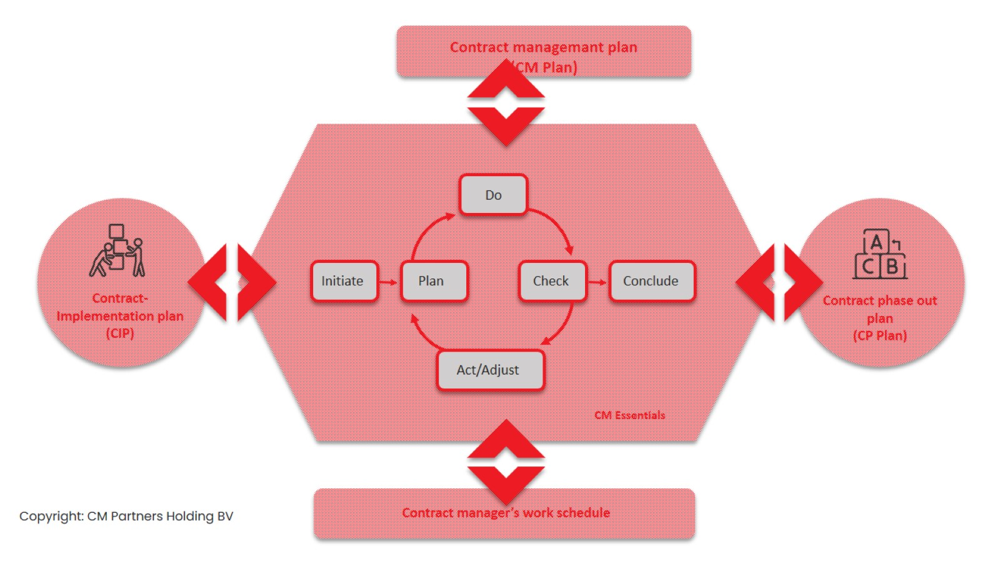 Contract managemant plan
(CM Plan)
Do
Initiate
Plan
Check
Conclude
Act/Adjust
CM Essentials
Contract-
Implementation plan
(CIP)
A
C
B
Contract phase out
plan
(CP Plan)
Contract manager's work schedule
Copyright: CM Partners Holding BV